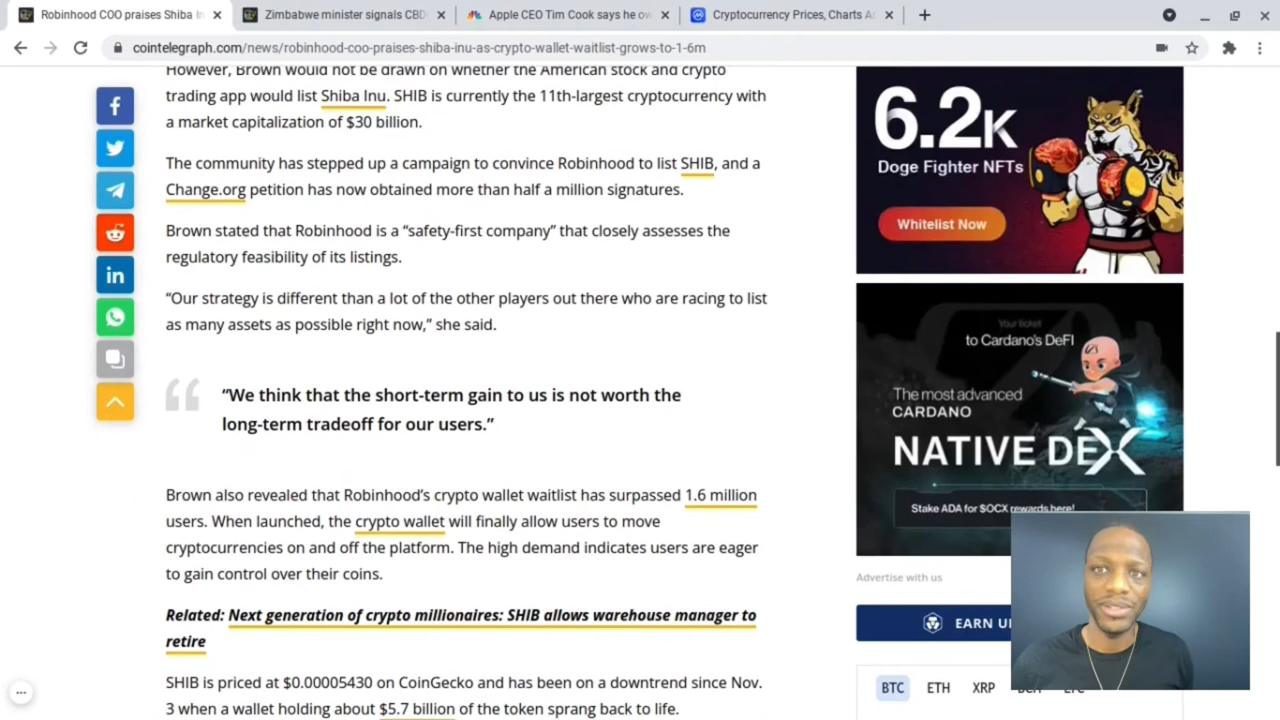 Robinhood COO praises Shiba In
Zimbabwe minister signals CBD
Apple CEO Tim Cook says he ow
Cryptocurrency Prices, Charts A
cointelegraph.com/news/robinhood-coo-praises-shiba-inu-as-crypto-wallet-waitlist-grows-to-1-6m
However, Brown would not be drawn on whether the American stock and crypto
trading app would list Shiba Inu. SHIB is currently the 11th-largest cryptocurrency with
a market capitalization of $30 billion.
The community has stepped up a campaign to convince Robinhood to list SHIB, and a
Change.org petition has now obtained more than half a million signatures.
Brown stated that Robinhood is a “safety-first company” that closely assesses the
regulatory feasibility of its listings.
“Our strategy is different than a lot of the other players out there who are racing to list
as many assets as possible right now,” she said.
“We think that the short-term gain to us is not worth the
long-term tradeoff for our users.”
Brown also revealed that Robinhood’s crypto wallet waitlist has surpassed 1.6 million
users. When launched, the crypto wallet will finally allow users to move
cryptocurrencies on and off the platform. The high demand indicates users are eager
to gain control over their coins.
Related: Next generation of crypto millionaires: SHIB allows warehouse manager to
retire
SHIB is priced at $0.00005430 on CoinGecko and has been on a downtrend since Nov.
3 when a wallet holding about $5.7 billion of the token sprang back to life.
6.2K
Doge Fighter NFTs
Whitelist Now
Your ticket
to Cardano's DeFI
The most advanced
CARDANO
NATIVE DEX
Stake ADA for $OCX rewards here!
Advertise with us
EARN
BTC ETH XRP